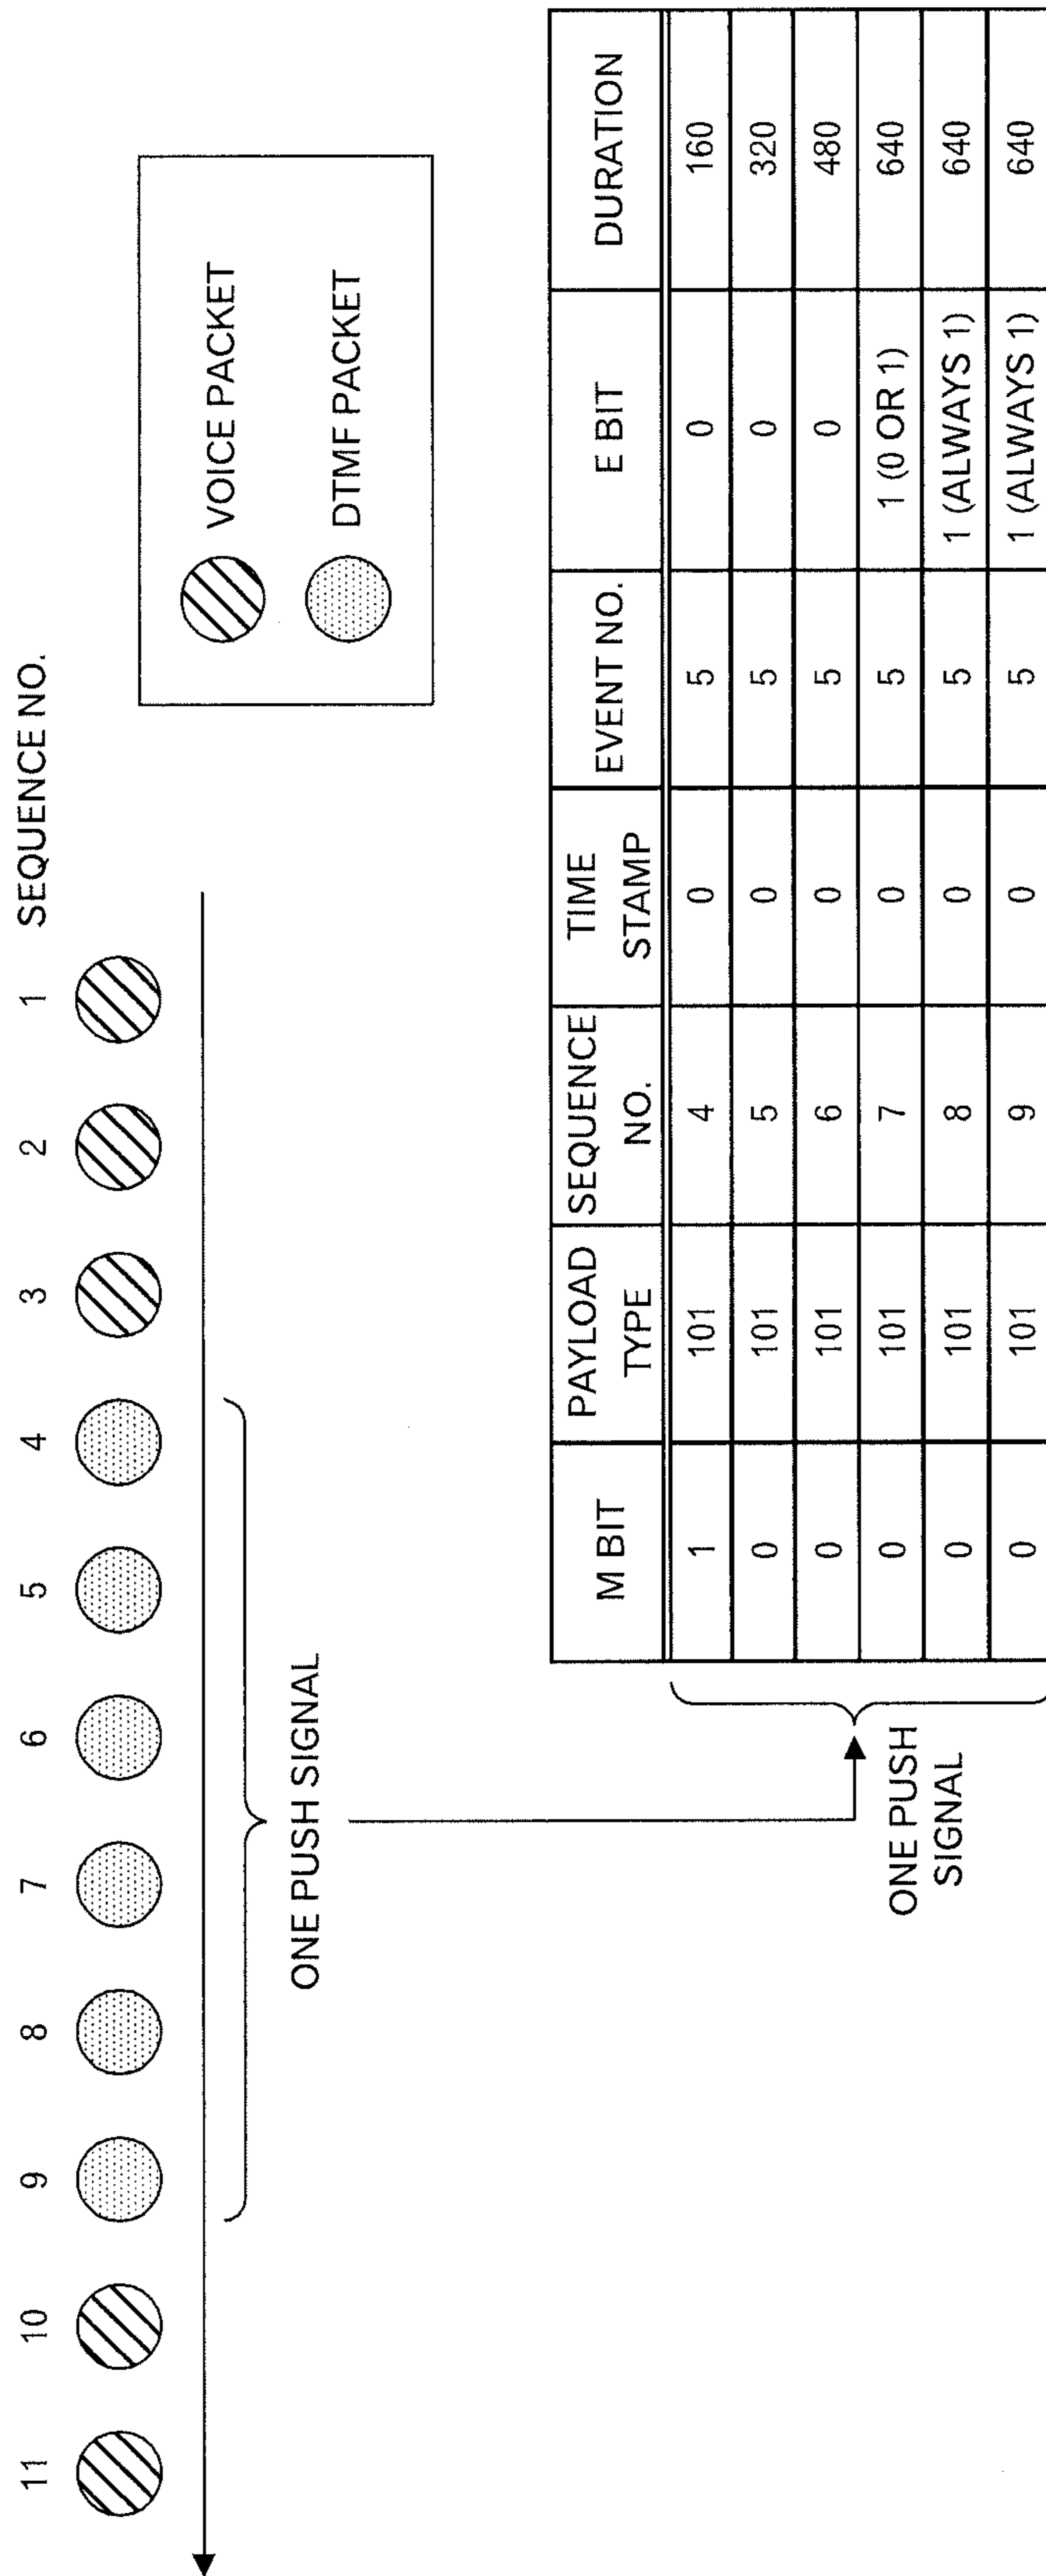 11 10 9 8 7 6 5 4 3 2 1 SEQUENCE NO.
VOICE PACKET
DTMF PACKET
ONE PUSH SIGNAL
ONE PUSH
SIGNAL
M BIT PAYLOAD TYPE SEQUENCE NO. TIME STAMP EVENT NO. E BIT DURATION
1 101 4 0 5 0 160
0 101 5 0 5 0 320
0 101 6 0 5 0 480
0 101 7 0 5 1 (0 OR 1) 640
0 101 8 0 5 1 (ALWAYS 1) 640
0 101 9 0 5 1 (ALWAYS 1) 640